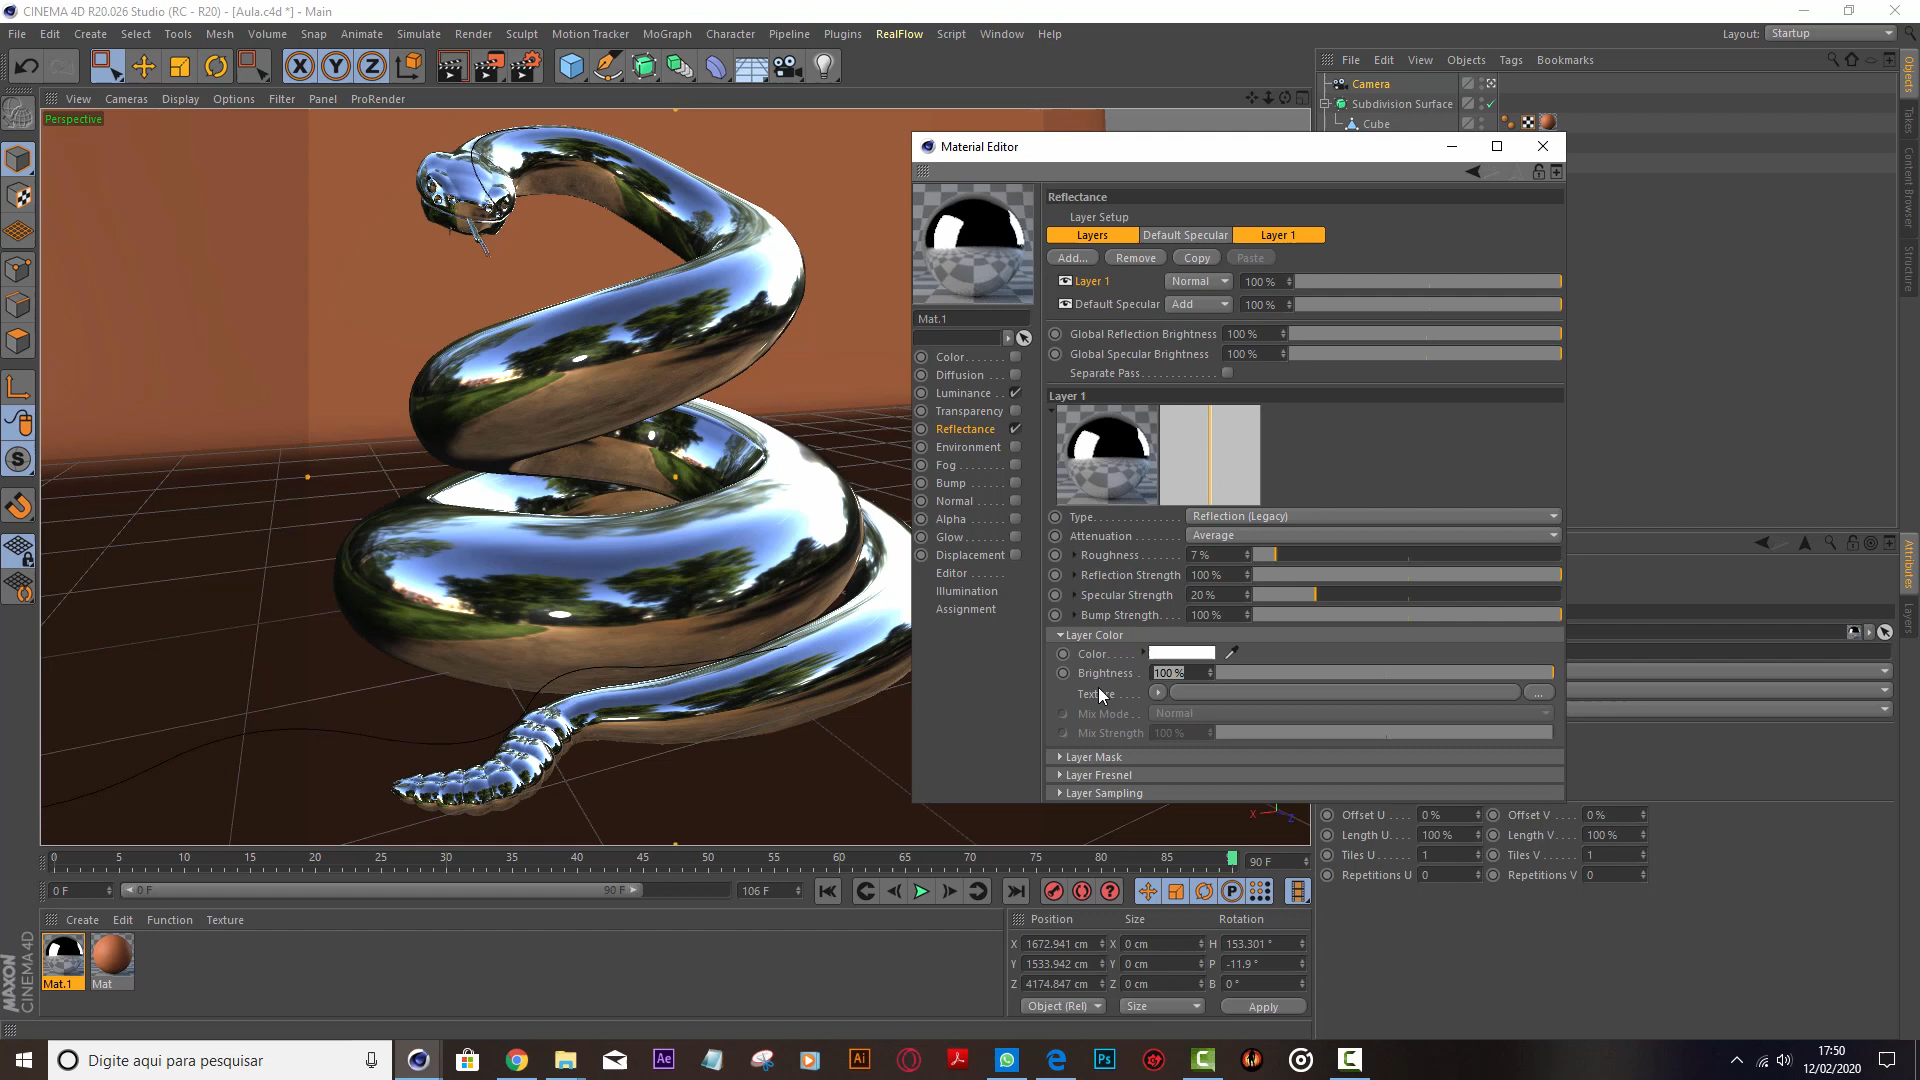 CINEMA 4D R20.026 Studio (RC - R20) - [Aula.c4d *] - Main
File Edit Create Select Tools Mesh Volume Snap Animate Simulate Render Sculpt Motion Tracker MoGraph Character Pipeline Plugins RealFlow Script Window Help
Layout: Startup
X Y Z
File Edit View Objects Tags Bookmarks
View Cameras Display Options Filter Panel ProRender
Perspective
Camera
Subdivision Surface
Cube
Objects
Takes
Content Browser
Structure
Attributes
Layers
Material Editor
Mat.1
Color
Diffusion
Luminance
Transparency
Reflectance
Environment
Fog
Bump
Normal
Alpha
Glow
Displacement
Editor
Illumination
Assignment
Reflectance
Layer Setup
Layers Default Specular Layer 1
Add... Remove Copy Paste
Layer 1 Normal 100 %
Default Specular Add 100 %
Global Reflection Brightness 100 %
Global Specular Brightness 100 %
Separate Pass
Layer 1
Type Reflection (Legacy)
Attenuation Average
Roughness 7 %
Reflection Strength 100 %
Specular Strength 20 %
Bump Strength 100 %
Layer Color
Color
Brightness 100 %
Texture ...
Mix Mode Normal
Mix Strength 100 %
Layer Mask
Layer Fresnel
Layer Sampling
X Z
Offset U 0 % Offset V 0 %
Length U 100 % Length V 100 %
Tiles U 1 Tiles V 1
Repetitions U 0 Repetitions V 0
0 5 10 15 20 25 30 35 40 45 50 55 60 65 70 75 80 85 90 F
0 F 0 F 90 F 106 F
P
Create Edit Function Texture
Mat.1 Mat
Position Size Rotation
X 1672.941 cm X 0 cm H 153.301 °
Y 1533.942 cm Y 0 cm P -11.9 °
Z 4174.847 cm Z 0 cm B 0 °
Object (Rel) Size Apply
MAXON
CINEMA 4D
Digite aqui para pesquisar
Ae
Ai
Ps
17:50
12/02/2020